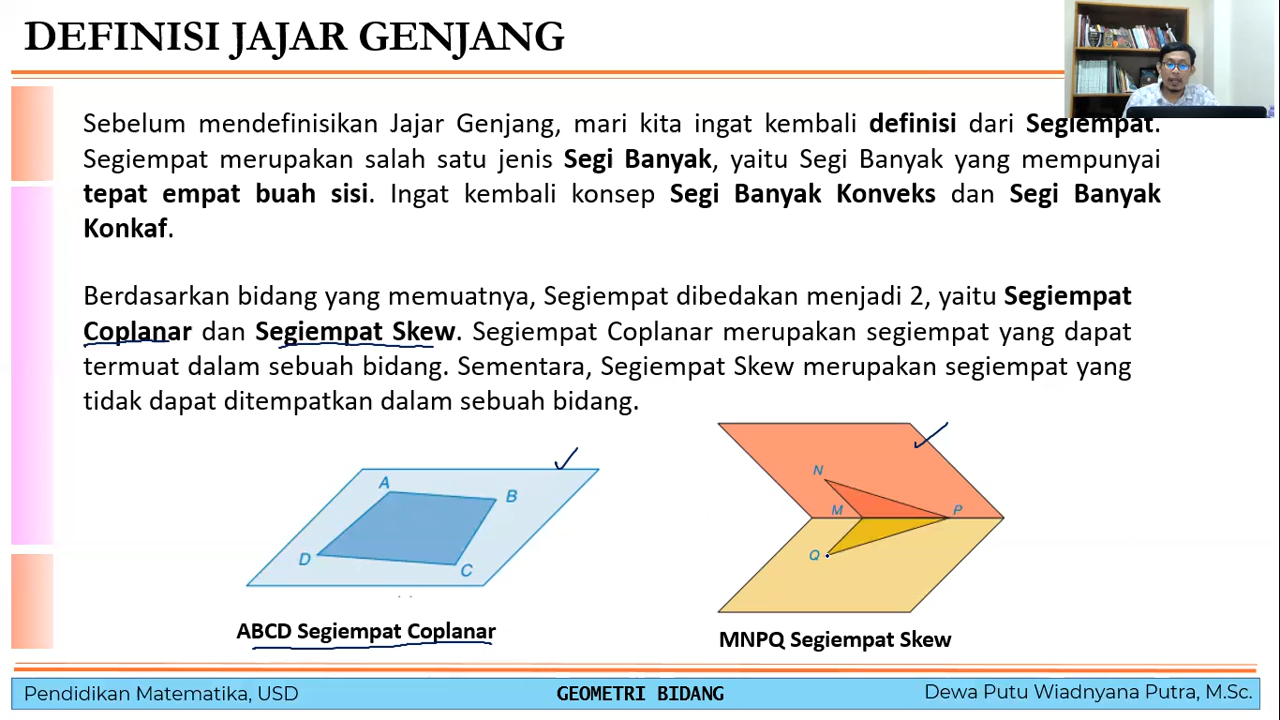 DEFINISI JAJAR GENJANG
Sebelum mendefinisikan Jajar Genjang, mari kita ingat kembali definisi dari Segiempat.
Segiempat merupakan salah satu jenis Segi Banyak, yaitu Segi Banyak yang mempunyai
tepat empat buah sisi. Ingat kembali konsep Segi Banyak Konveks dan Segi Banyak
Konkaf.
Berdasarkan bidang yang memuatnya, Segiempat dibedakan menjadi 2, yaitu Segiempat
Coplanar dan Segiempat Skew. Segiempat Coplanar merupakan segiempat yang dapat
termuat dalam sebuah bidang. Sementara, Segiempat Skew merupakan segiempat yang
tidak dapat ditempatkan dalam sebuah bidang.
A
B
D
C
ABCD Segiempat Coplanar
N
M
P
Q
MNPQ Segiempat Skew
Pendidikan Matematika, USD
GEOMETRI BIDANG
Dewa Putu Wiadnyana Putra, M.Sc.